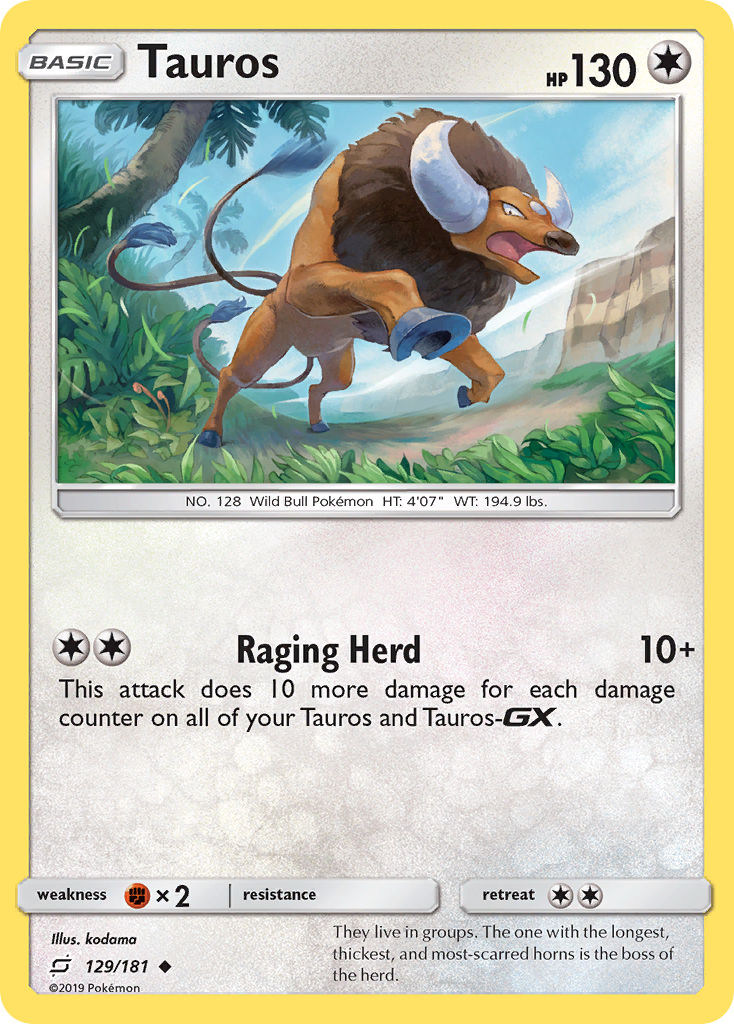 BASIC Tauros HP 130
NO. 128 Wild Bull Pokémon HT: 4'07" WT: 194.9 lbs.
Raging Herd 10+
This attack does 10 more damage for each damage
counter on all of your Tauros and Tauros-GX.
weakness ×2 resistance retreat
Illus. kodama
129/181
©2019 Pokémon
They live in groups. The one with the longest,
thickest, and most-scarred horns is the boss of
the herd.